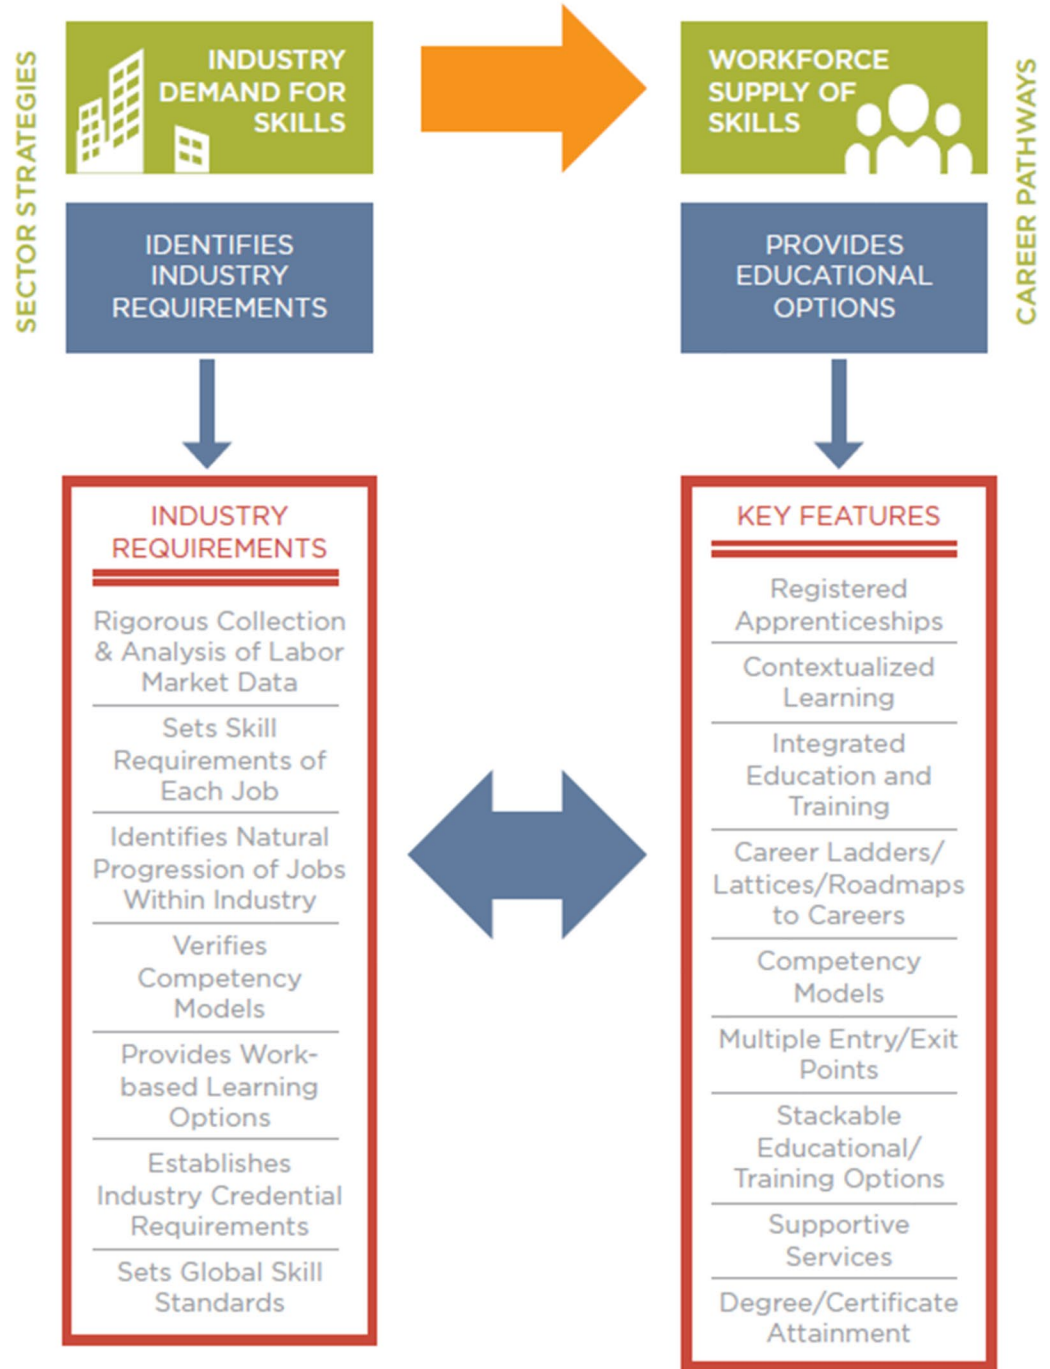 SECTOR STRATEGIES
INDUSTRY
DEMAND FOR
SKILLS
IDENTIFIES
INDUSTRY
REQUIREMENTS
INDUSTRY
REQUIREMENTS
Rigorous Collection
& Analysis of Labor
Market Data
Sets Skill
Requirements of
Each Job
Identifies Natural
Progression of Jobs
Within Industry
Verifies
Competency
Models
Provides Work-
based Learning
Options
Establishes
Industry Credential
Requirements
Sets Global Skill
Standards
WORKFORCE
SUPPLY OF
SKILLS
CAREER PATHWAYS
PROVIDES
EDUCATIONAL
OPTIONS
KEY FEATURES
Registered
Apprenticeships
Contextualized
Learning
Integrated
Education and
Training
Career Ladders/
Lattices/Roadmaps
to Careers
Competency
Models
Multiple Entry/Exit
Points
Stackable
Educational/
Training Options
Supportive
Services
Degree/Certificate
Attainment